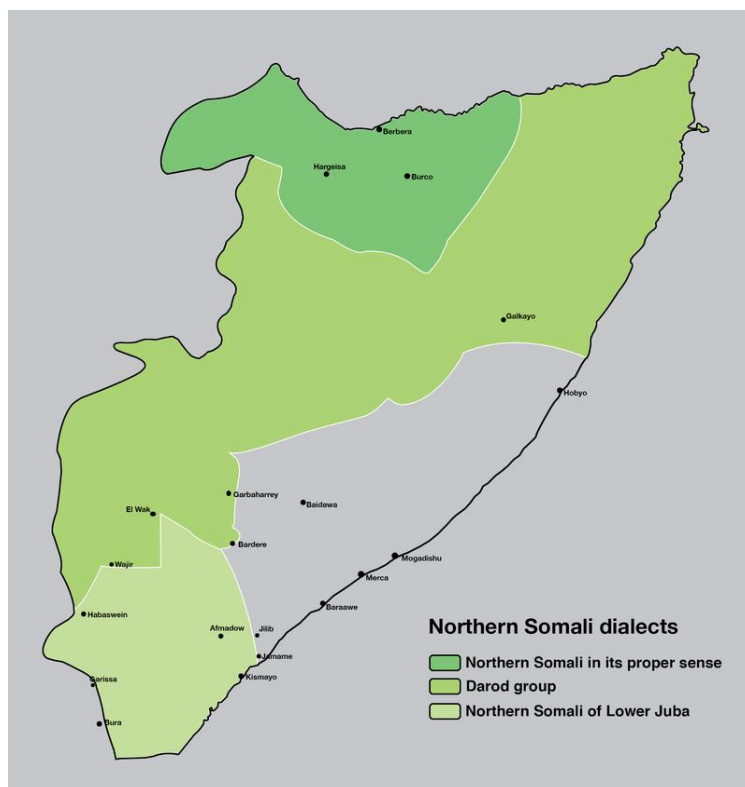 Berbera
Hargeisa
Burco
Galkayo
Hobyo
Garbaharrey
Baidawa
El Wak
Bardere
Mogadishu
Wajir
Merca
Baraawe
Habaswein
Afmadow
Jilib
Jamame
Kismayo
Garissa
Bura
Northern Somali dialects
Northern Somali in its proper sense
Darod group
Northern Somali of Lower Juba